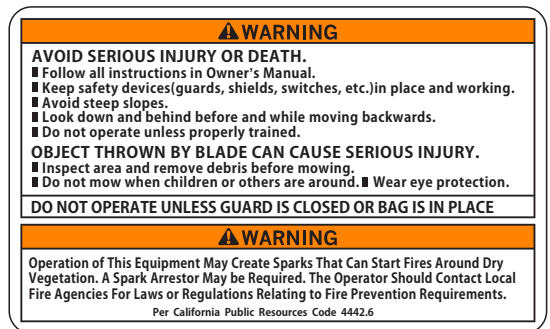 WARNING
AVOID SERIOUS INJURY OR DEATH.
Follow all instructions in Owner's Manual.
Keep safety devices(guards, shields, switches, etc.)in place and working.
Avoid steep slopes.
Look down and behind before and while moving backwards.
Do not operate unless properly trained.
OBJECT THROWN BY BLADE CAN CAUSE SERIOUS INJURY.
Inspect area and remove debris before mowing.
Do not mow when children or others are around. Wear eye protection.
DO NOT OPERATE UNLESS GUARD IS CLOSED OR BAG IS IN PLACE
WARNING
Operation of This Equipment May Create Sparks That Can Start Fires Around Dry
Vegetation. A Spark Arrestor May be Required. The Operator Should Contact Local
Fire Agencies For Laws or Regulations Relating to Fire Prevention Requirements.
Per California Public Resources Code 4442.6